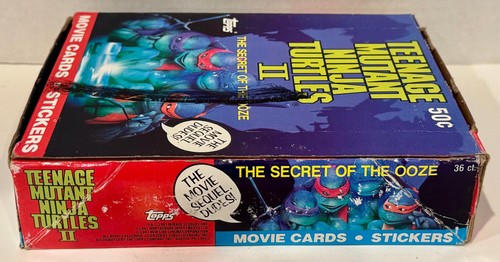 TEENAGE
MUTANT
NINJA
TURTLES
II
THE SECRET OF THE OOZE
50¢
Topps
THE MOVIE
SEQUEL,
DUDES!
MOVIE CARDS STICKERS
TEENAGE
MUTANT
NINJA
TURTLES
II
THE
MOVIE
SEQUEL,
DUDES!
Topps
THE SECRET OF THE OOZE
36 ct.
MOVIE CARDS • STICKERS